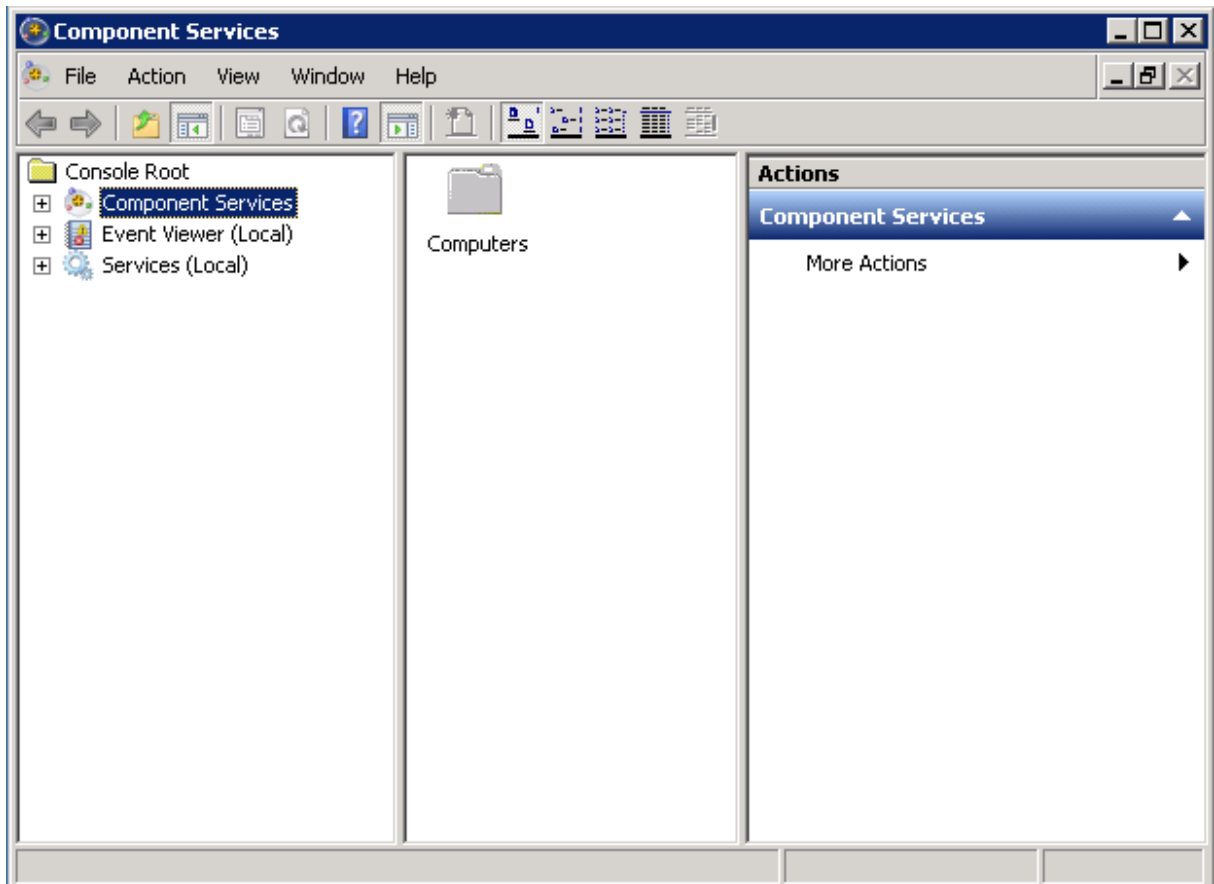 Component Services
File Action View Window Help
Console Root
Component Services
Event Viewer (Local)
Services (Local)
Computers
Actions
Component Services
More Actions